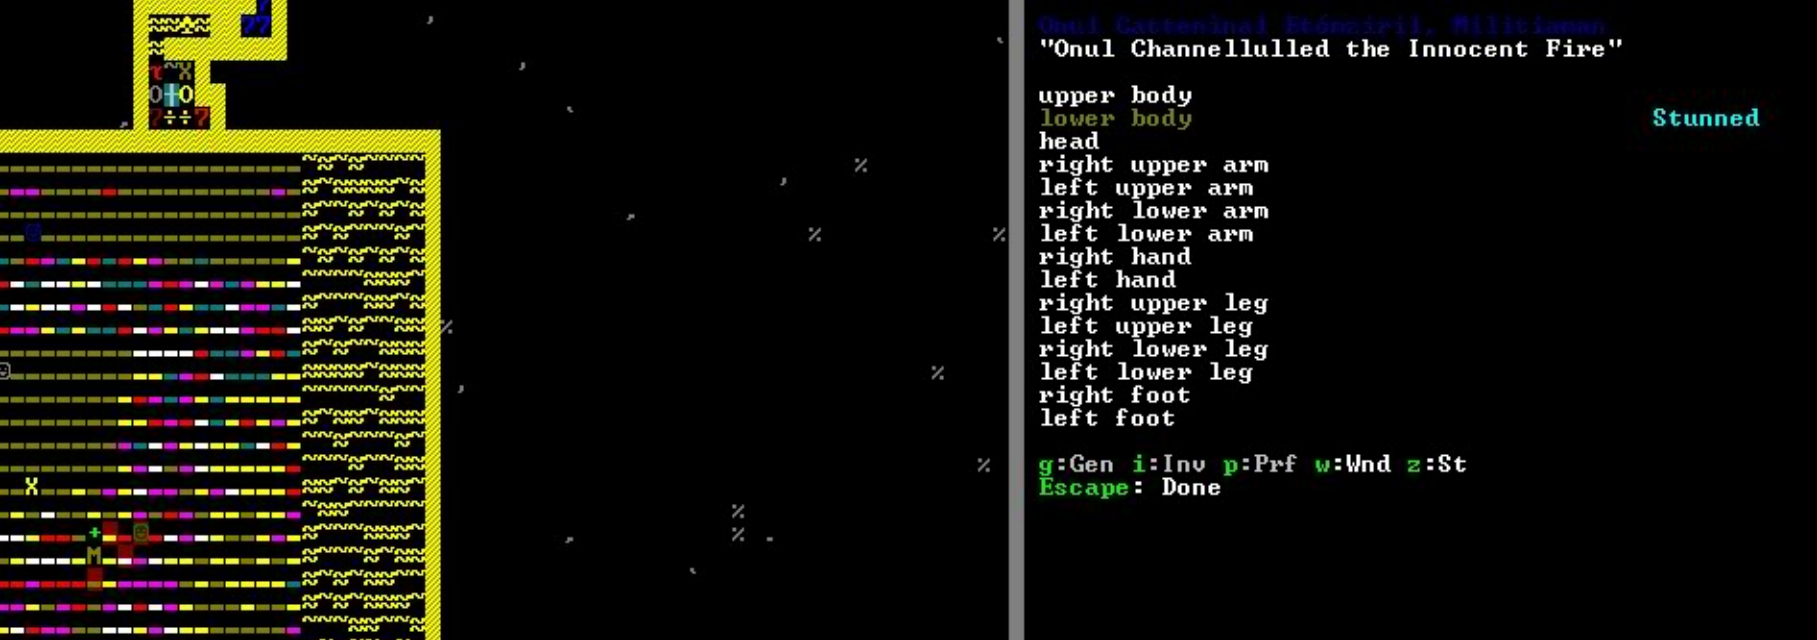 "Onul Channellulled the Innocent Fire"
upper body
lower body Stunned
head
right upper arm
left upper arm
right lower arm
left lower arm
right hand
left hand
right upper leg
left upper leg
right lower leg
left lower leg
right foot
left foot
g:Gen i:Inv p:Prf w:Wnd z:St
Escape: Done